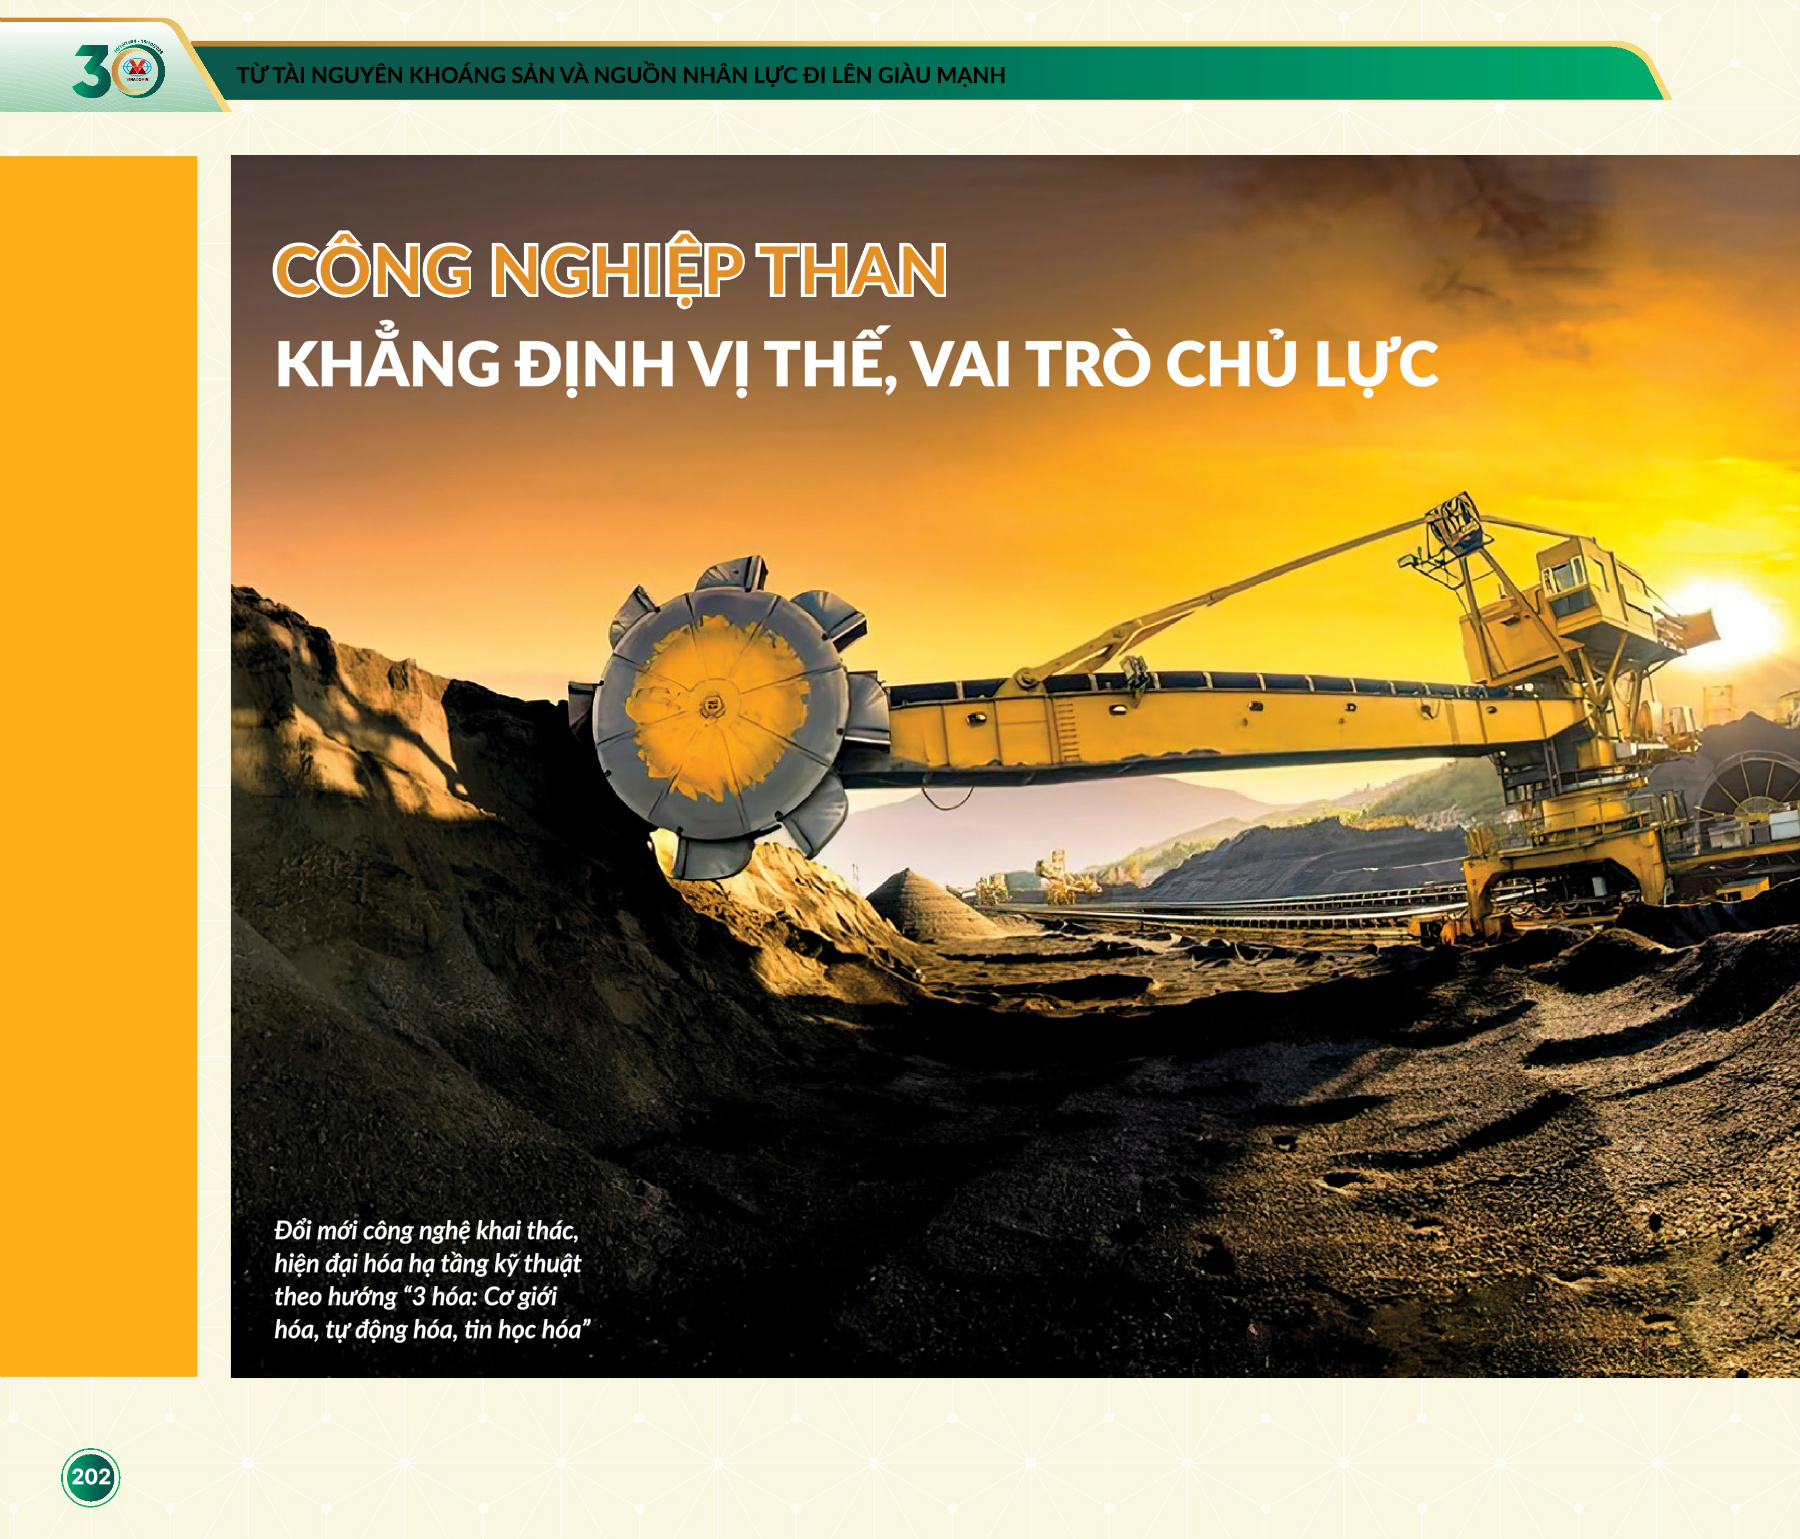 30
VINACOMIN
TỪ TÀI NGUYÊN KHOÁNG SẢN VÀ NGUỒN NHÂN LỰC ĐI LÊN GIÀU MẠNH
CÔNG NGHIỆP THAN
KHẲNG ĐỊNH VỊ THẾ, VAI TRÒ CHỦ LỰC
Đổi mới công nghệ khai thác,
hiện đại hóa hạ tầng kỹ thuật
theo hướng “3 hóa: Cơ giới
hóa, tự động hóa, tin học hóa”
202